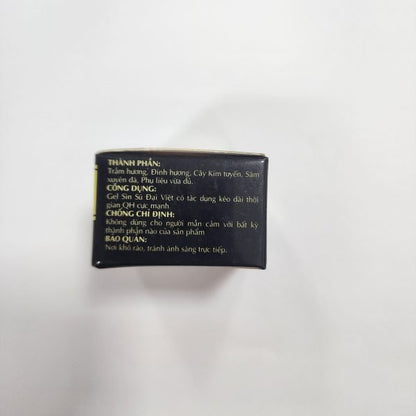 THÀNH PHẦN:
Trầm hương, Đinh hương, Cây Kim tuyến, Sâm
xuyên đá, Phụ liệu vừa đủ.
CÔNG DỤNG:
Gel Sìn Sú Đại Việt có tác dụng kéo dài thời
gian QH cực mạnh.
CHỐNG CHỈ ĐỊNH:
Không dùng cho người mẫn cảm với bất kỳ
thành phần nào của sản phẩm
BẢO QUẢN:
Nơi khô ráo, tránh ánh sáng trực tiếp.